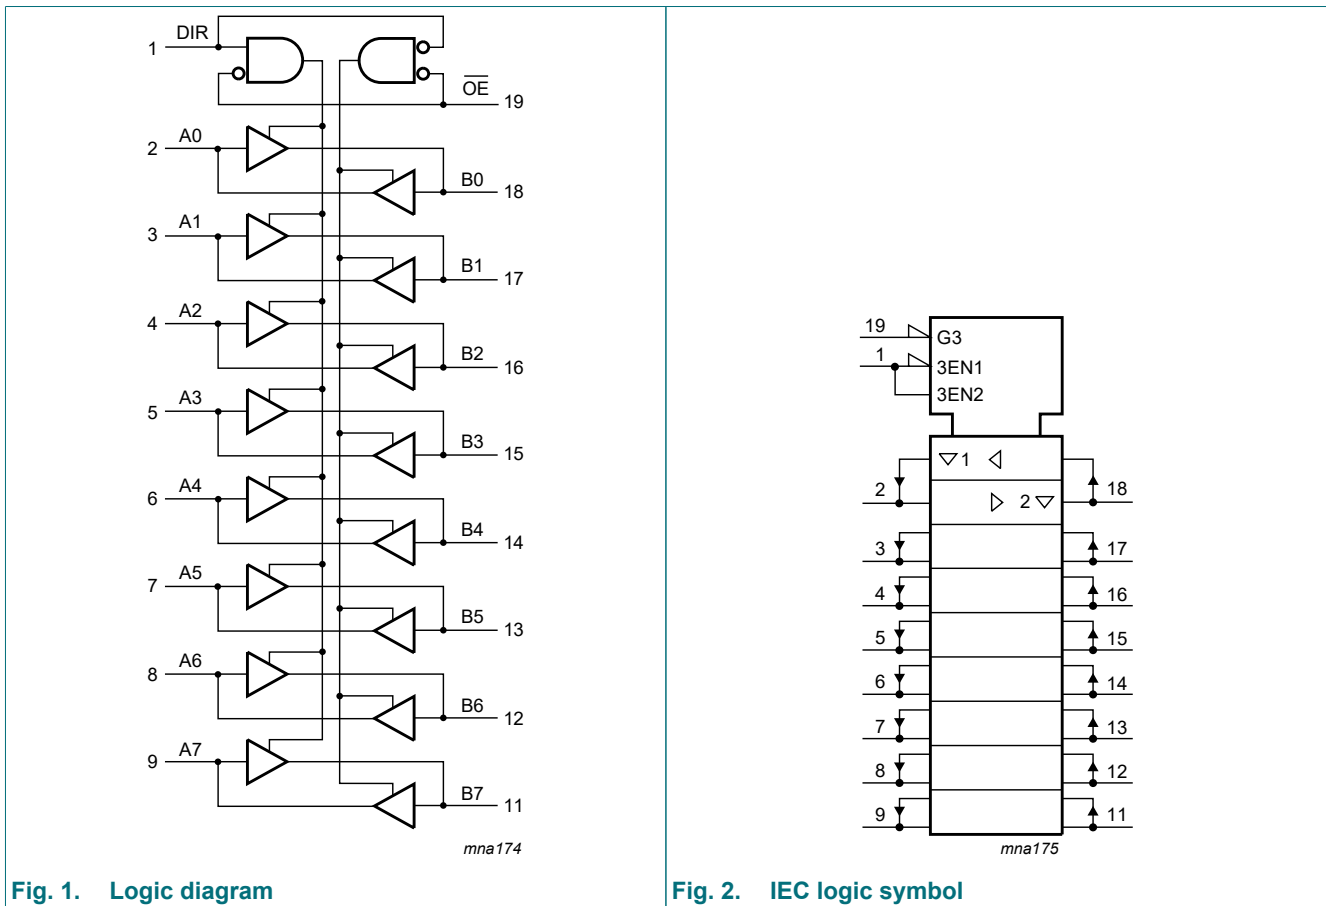 DIR
1
OE
19
A0
2
B0
18
A1
3
B1
17
A2
4
B2
16
A3
5
B3
15
A4
6
B4
14
A5
7
B5
13
A6
8
B6
12
A7
9
B7
11
mna174
Fig. 1. Logic diagram
19
G3
1
3EN1
3EN2
1
2
2
18
3
17
4
16
5
15
6
14
7
13
8
12
9
11
mna175
Fig. 2. IEC logic symbol